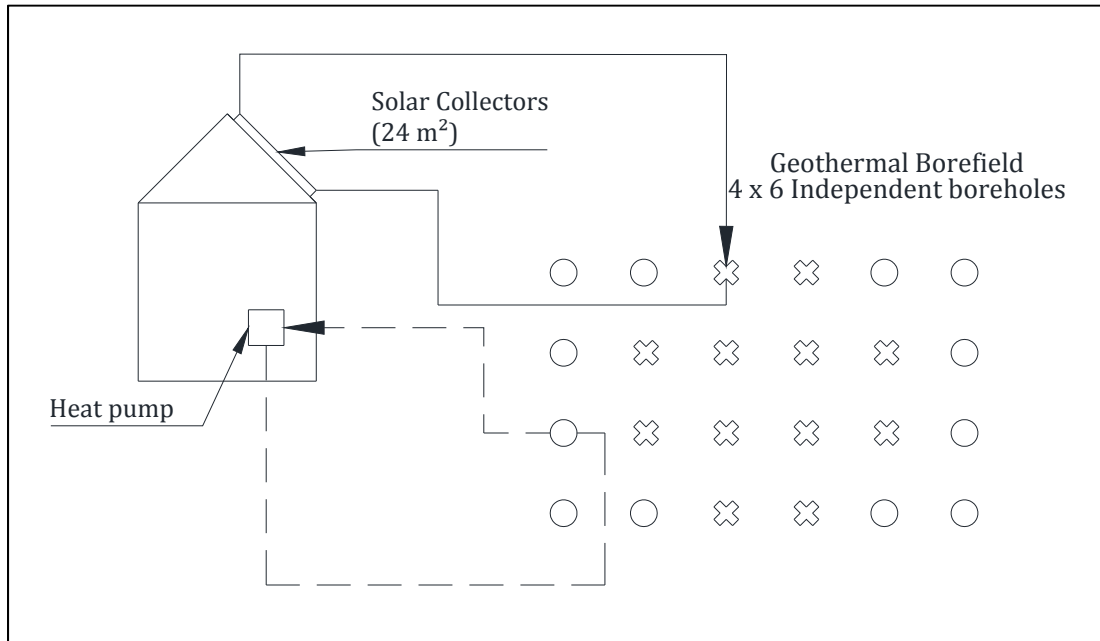 Solar Collectors
(24 m²)
Geothermal Borefield
4 x 6 Independent boreholes
Heat pump